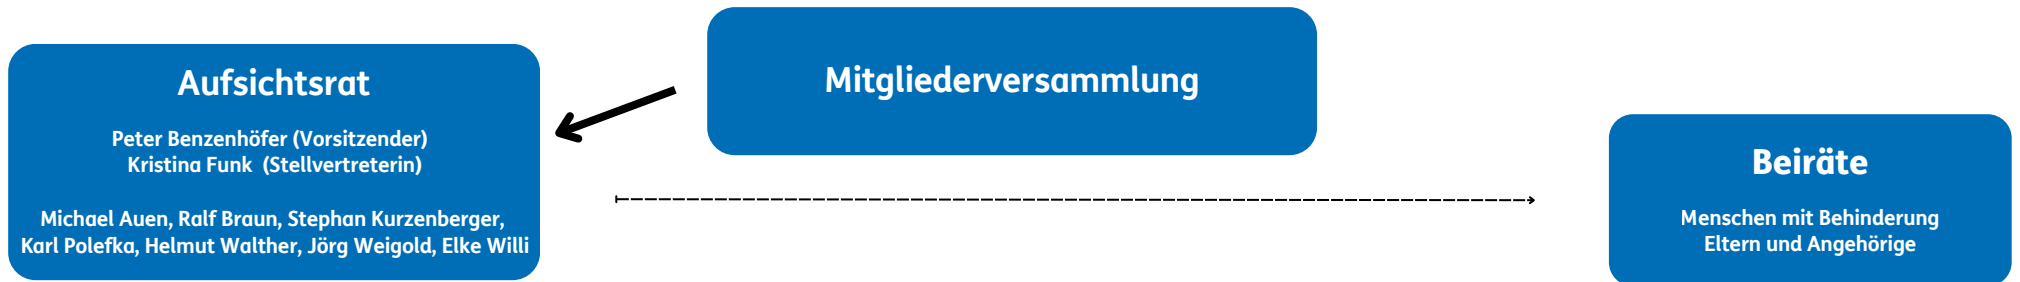 Mitgliederversammlung
Aufsichtsrat
Peter Benzenhöfer (Vorsitzender)
Kristina Funk (Stellvertreterin)
Michael Auen, Ralf Braun, Stephan Kurzenberger,
Karl Polefka, Helmut Walther, Jörg Weigold, Elke Willi
Beiräte
Menschen mit Behinderung
Eltern und Angehörige